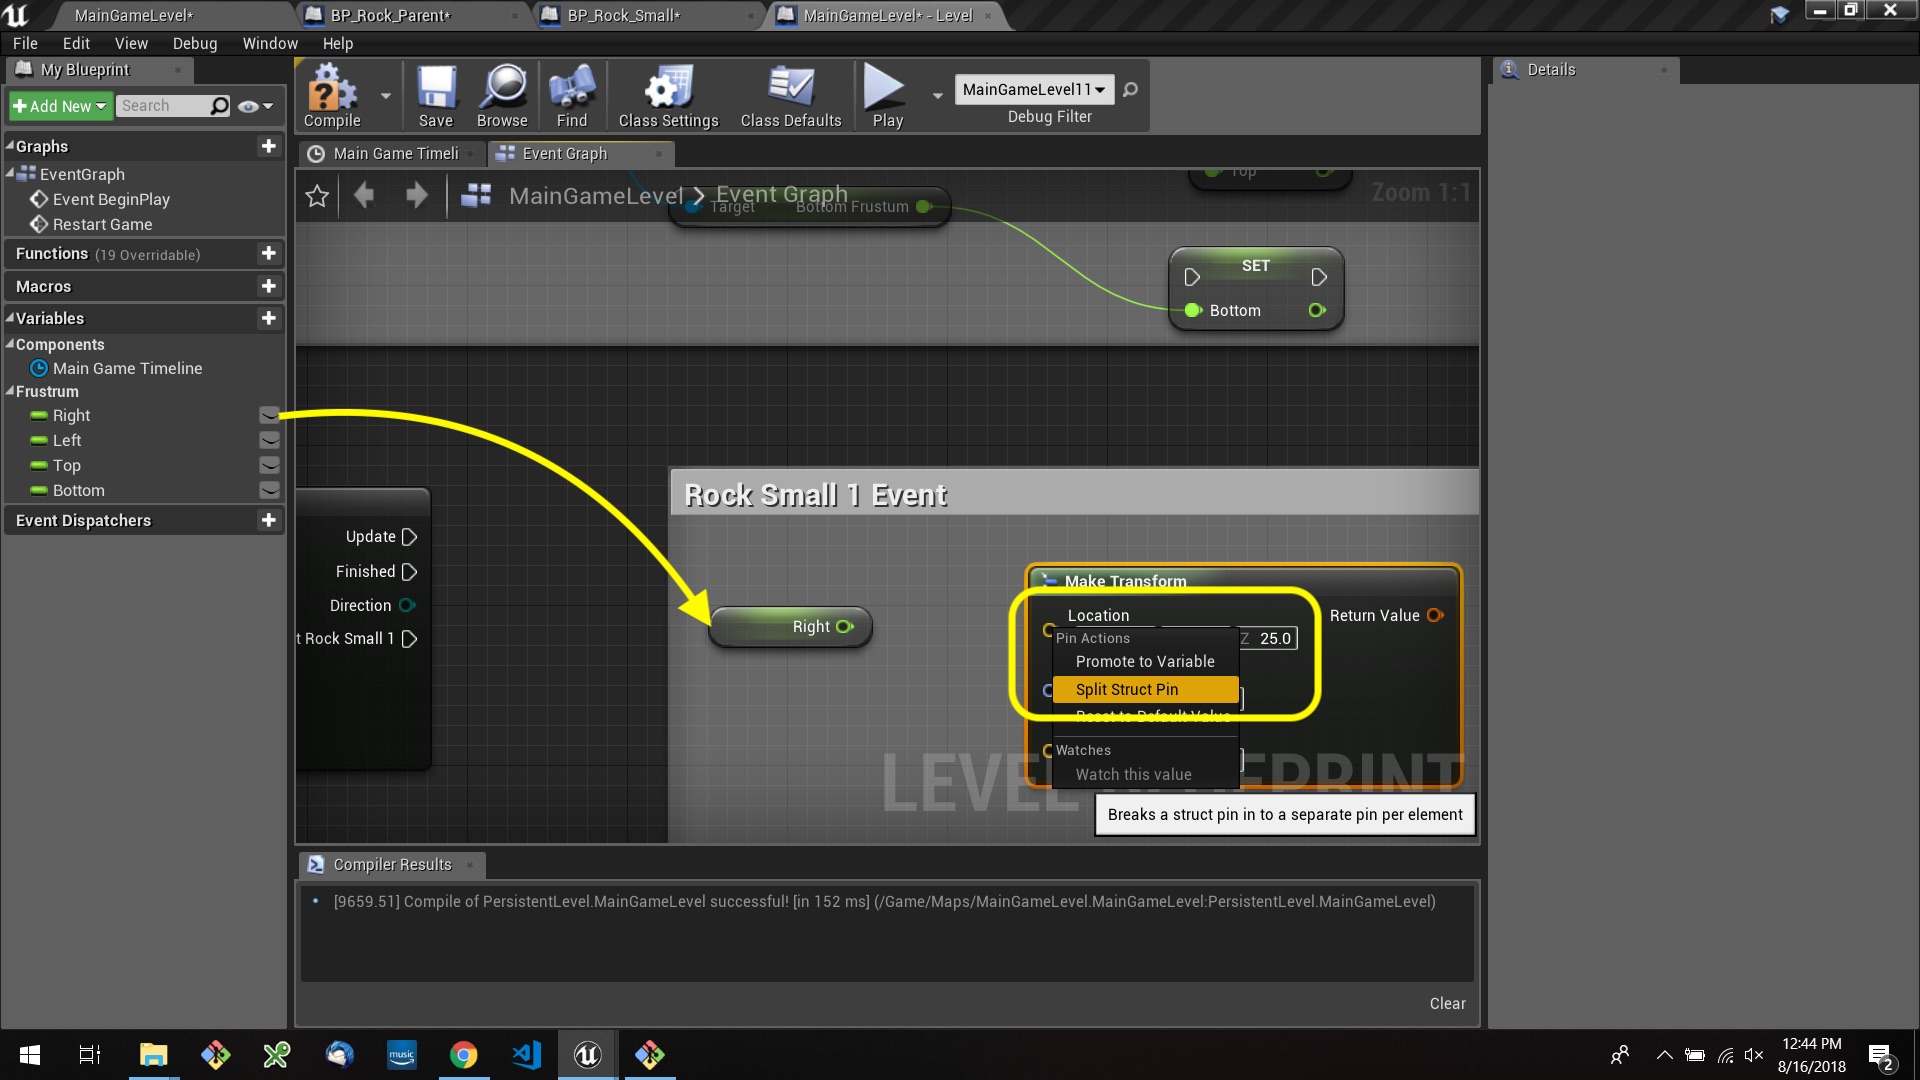 MainGameLevel*
BP_Rock_Parent*
BP_Rock_Small*
MainGameLevel* - Level
File Edit View Debug Window Help
My Blueprint
Add New
Search
Graphs
EventGraph
Event BeginPlay
Restart Game
Functions (19 Overridable)
Macros
Variables
Components
Main Game Timeline
Frustrum
Right
Left
Top
Bottom
Event Dispatchers
Compile
Save
Browse
Find
Class Settings
Class Defaults
Play
MainGameLevel11
Debug Filter
Main Game Timeli
Event Graph
MainGameLevel > Event Graph
Zoom 1:1
Target Bottom Frustum
Top
SET
Bottom
Update
Finished
Direction
t Rock Small 1
Rock Small 1 Event
Right
Make Transform
Location
Return Value
Z 25.0
Pin Actions
Promote to Variable
Split Struct Pin
Reset to Default Value
Watches
Watch this value
Breaks a struct pin in to a separate pin per element
Compiler Results
[9659.51] Compile of PersistentLevel.MainGameLevel successful! [in 152 ms] (/Game/Maps/MainGameLevel.MainGameLevel:PersistentLevel.MainGameLevel)
Clear
Details
music
12:44 PM
8/16/2018
2